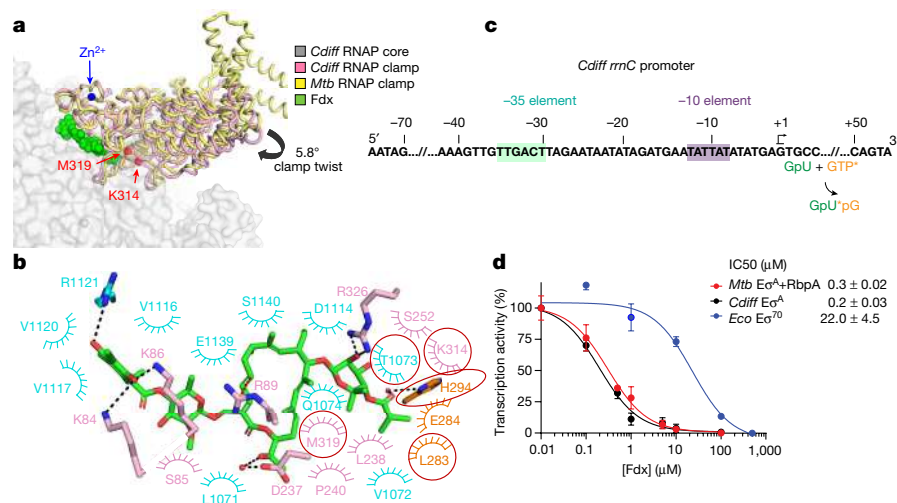 a
Zn2+
Cdiff RNAP core
Cdiff RNAP clamp
Mtb RNAP clamp
Fdx
M319
K314
5.8°
clamp twist
c
Cdiff rrnC promoter
−35 element
−10 element
−70 −40 −30 −20 −10 +1 +50
5′ 3
AATAG...//...AAAGTTGTTGACTTAGAATAATATAGATGAATATTATATATGAGTGCC...//...CAGTA
GpU + GTP*
GpU*pG
b
R1121
V1120
V1116
V1117
K86
K84
S85
E1139
S1140
R89
L1071
D1114
R326
S252
T1073
K314
H294
Q1074
E284
M319
L238
L283
D237
P240
V1072
d
IC50 (μM)
Mtb EσA+RbpA 0.3 ± 0.02
Cdiff EσA 0.2 ± 0.03
Eco Eσ70 22.0 ± 4.5
Transcription activity (%)
100
75
50
25
0
0.01 0.1 1 10 100 1,000
[Fdx] (μM)